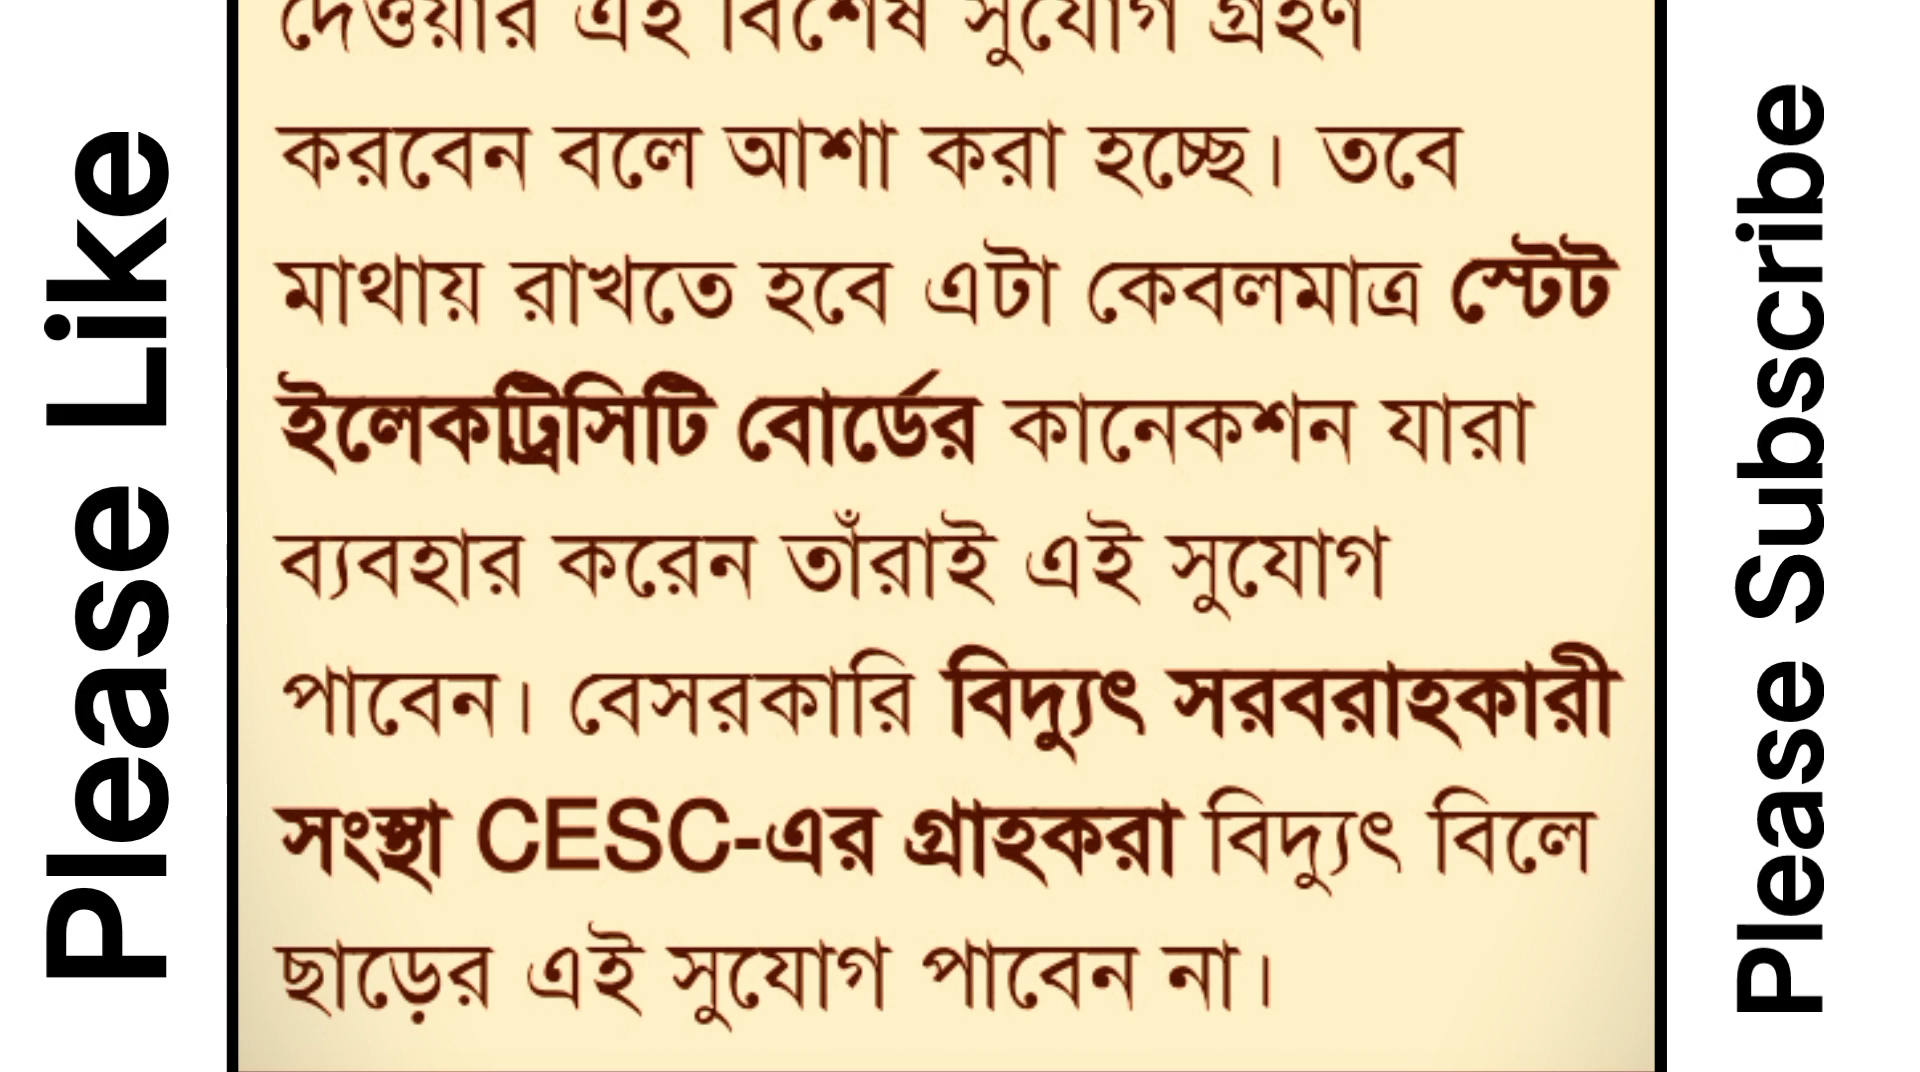 Please Like
দেওয়ার এই বিশেষ সুযোগ গ্রহণ
করবেন বলে আশা করা হচ্ছে। তবে
মাথায় রাখতে হবে এটা কেবলমাত্র স্টেট
ইলেকট্রিসিটি বোর্ডের কানেকশন যারা
ব্যবহার করেন তাঁরাই এই সুযোগ
পাবেন। বেসরকারি বিদ্যুৎ সরবরাহকারী
সংস্থা CESC-এর গ্রাহকরা বিদ্যুৎ বিলে
ছাড়ের এই সুযোগ পাবেন না।
Please Subscribe